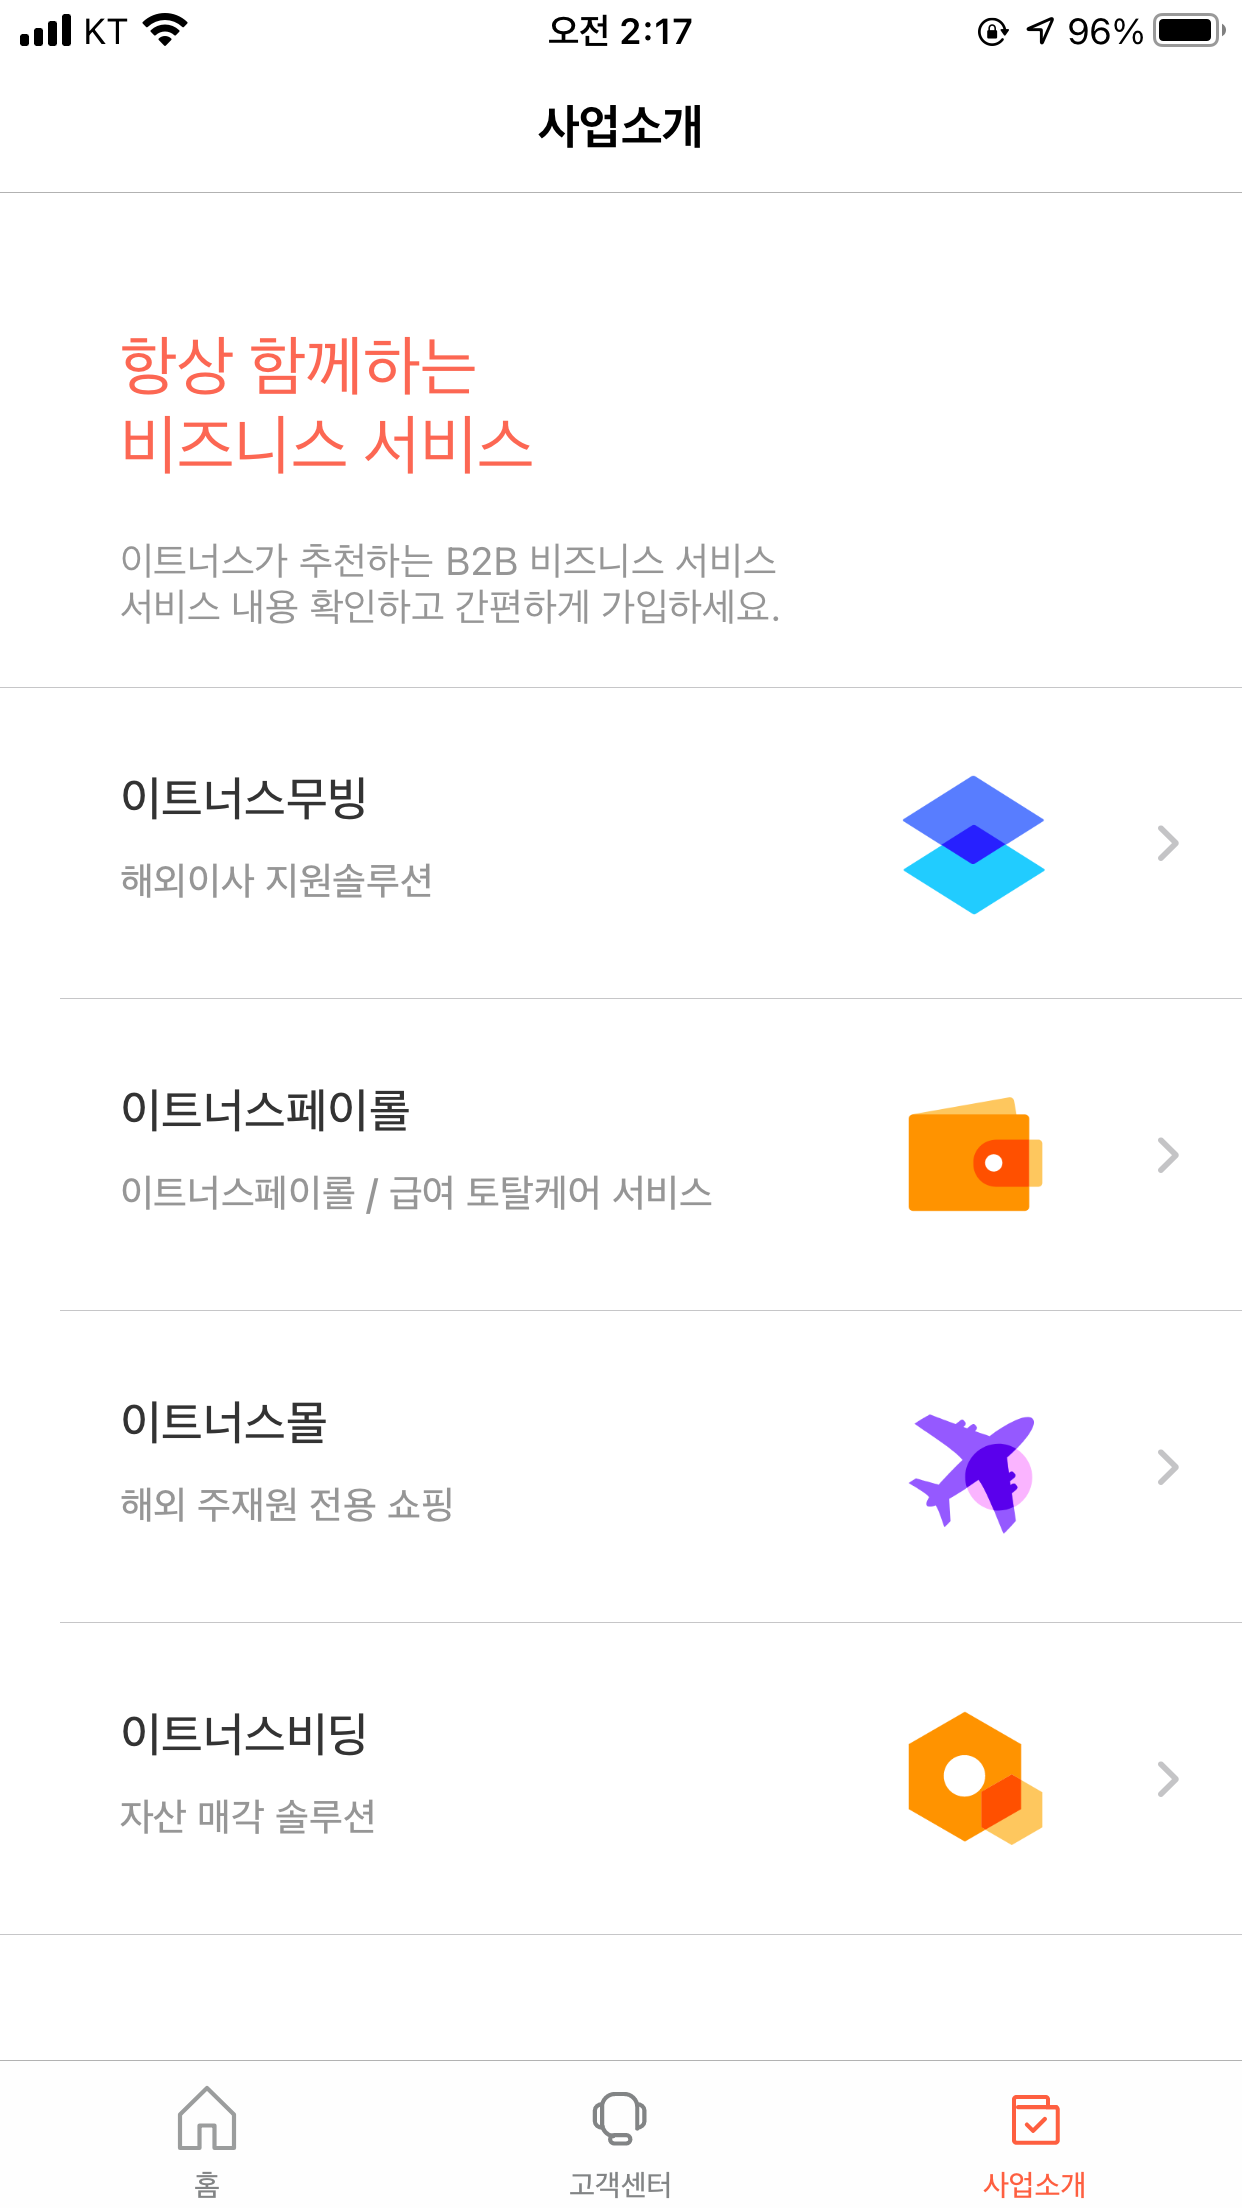 KT
오전 2:17
96%
사업소개
항상 함께하는
비즈니스 서비스
이트너스가 추천하는 B2B 비즈니스 서비스
서비스 내용 확인하고 간편하게 가입하세요.
이트너스무빙
해외이사 지원솔루션
이트너스페이롤
이트너스페이롤 / 급여 토탈케어 서비스
이트너스몰
해외 주재원 전용 쇼핑
이트너스비딩
자산 매각 솔루션
홈
고객센터
사업소개